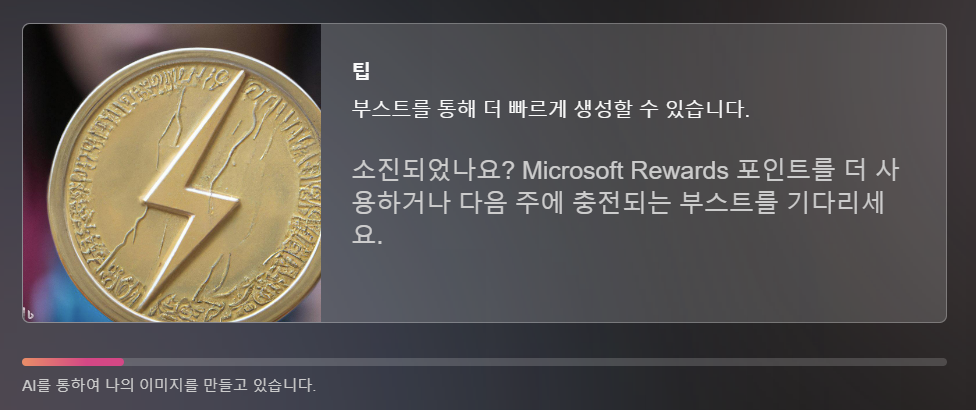 팁
부스트를 통해 더 빠르게 생성할 수 있습니다.
소진되었나요? Microsoft Rewards 포인트를 더 사
용하거나 다음 주에 충전되는 부스트를 기다리세
요.
AI를 통하여 나의 이미지를 만들고 있습니다.